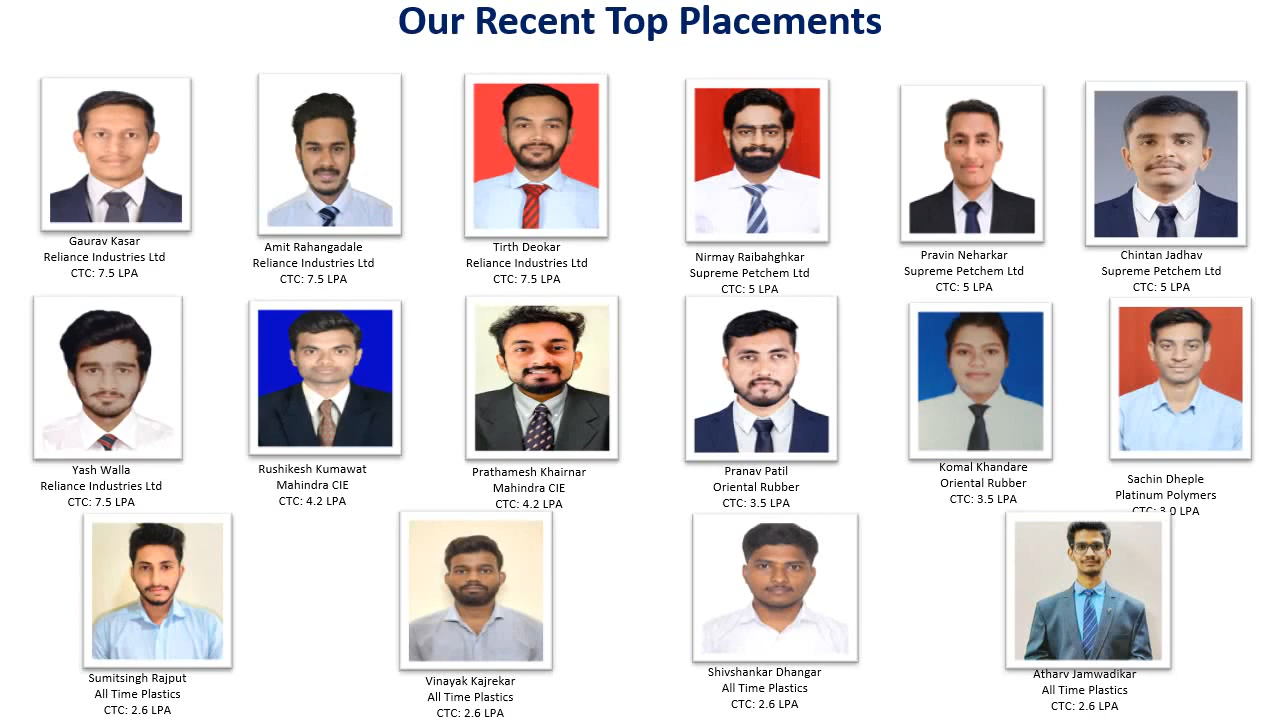 Our Recent Top Placements
Gaurav Kasar
Reliance Industries Ltd
CTC: 7.5 LPA
Amit Rahangadale
Reliance Industries Ltd
CTC: 7.5 LPA
Tirth Deokar
Reliance Industries Ltd
CTC: 7.5 LPA
Nirmay Raibahghkar
Supreme Petchem Ltd
CTC: 5 LPA
Pravin Neharkar
Supreme Petchem Ltd
CTC: 5 LPA
Chintan Jadhav
Supreme Petchem Ltd
CTC: 5 LPA
Yash Walla
Reliance Industries Ltd
CTC: 7.5 LPA
Rushikesh Kumawat
Mahindra CIE
CTC: 4.2 LPA
Prathamesh Khairnar
Mahindra CIE
CTC: 4.2 LPA
Pranav Patil
Oriental Rubber
CTC: 3.5 LPA
Komal Khandare
Oriental Rubber
CTC: 3.5 LPA
Sachin Dheple
Platinum Polymers
CTC: 3.0 LPA
Sumitsingh Rajput
All Time Plastics
CTC: 2.6 LPA
Vinayak Kajrekar
All Time Plastics
CTC: 2.6 LPA
Shivshankar Dhangar
All Time Plastics
CTC: 2.6 LPA
Atharv Jamwadikar
All Time Plastics
CTC: 2.6 LPA